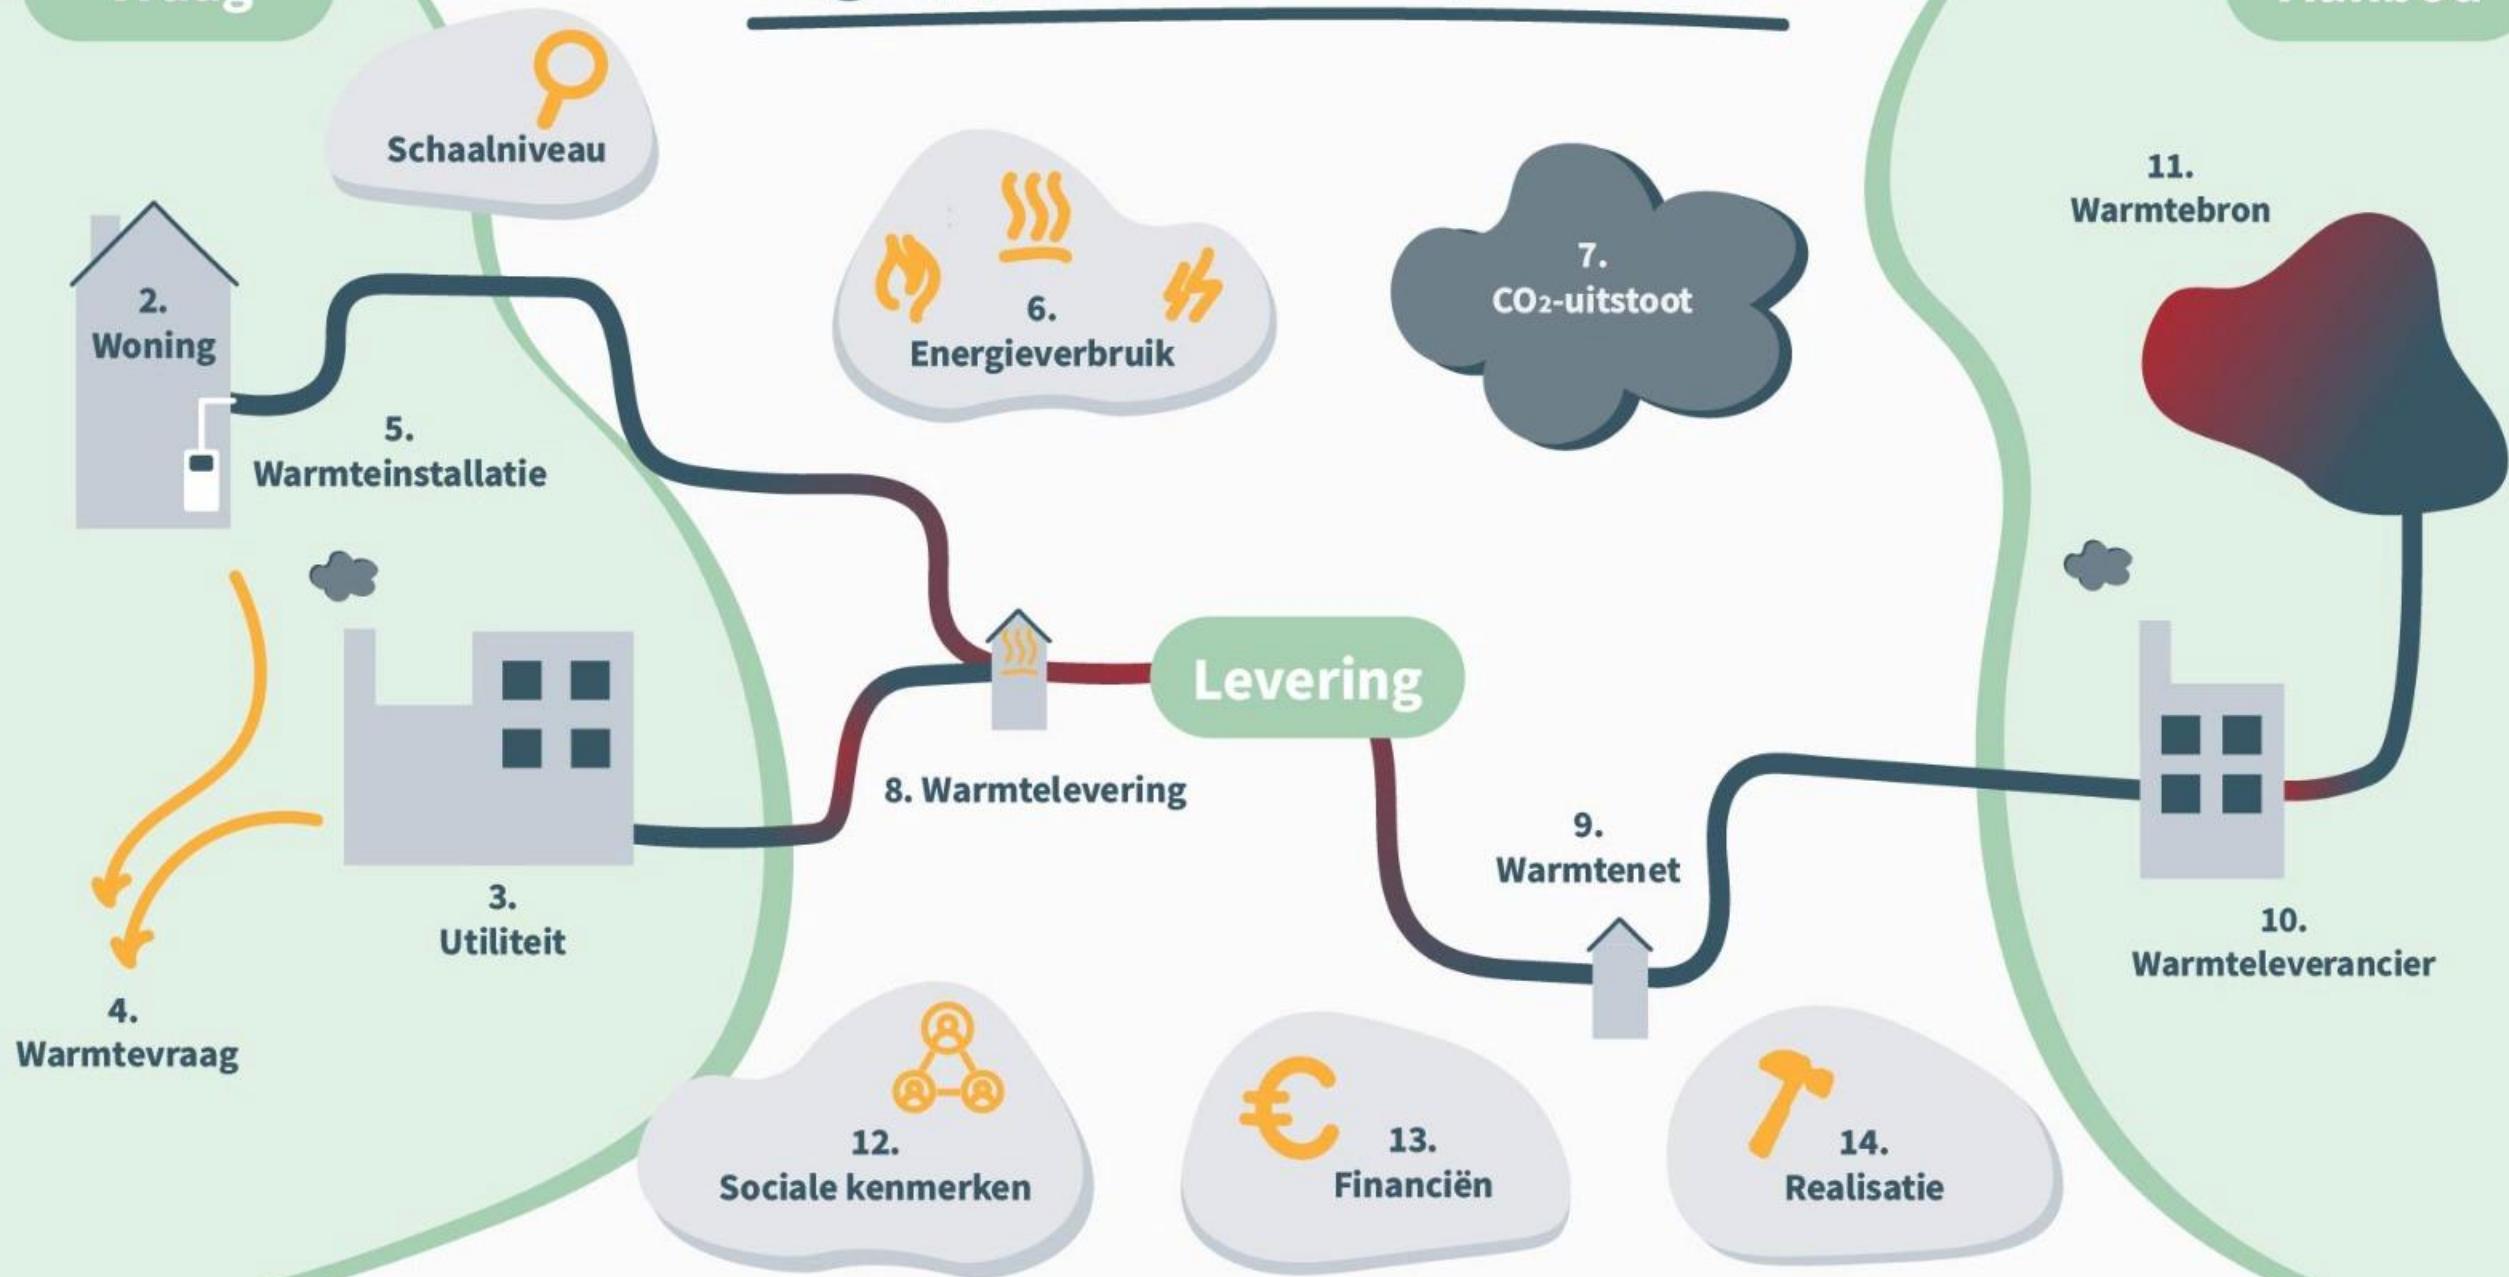 Schaalniveau
2.
Woning
5.
Warmteinstallatie
6.
Energieverbruik
7.
CO₂-uitstoot
11.
Warmtebron
Levering
8. Warmtelevering
9.
Warmtenet
3.
Utiliteit
10.
Warmteleverancier
4.
Warmtevraag
12.
Sociale kenmerken
13.
Financiën
14.
Realisatie